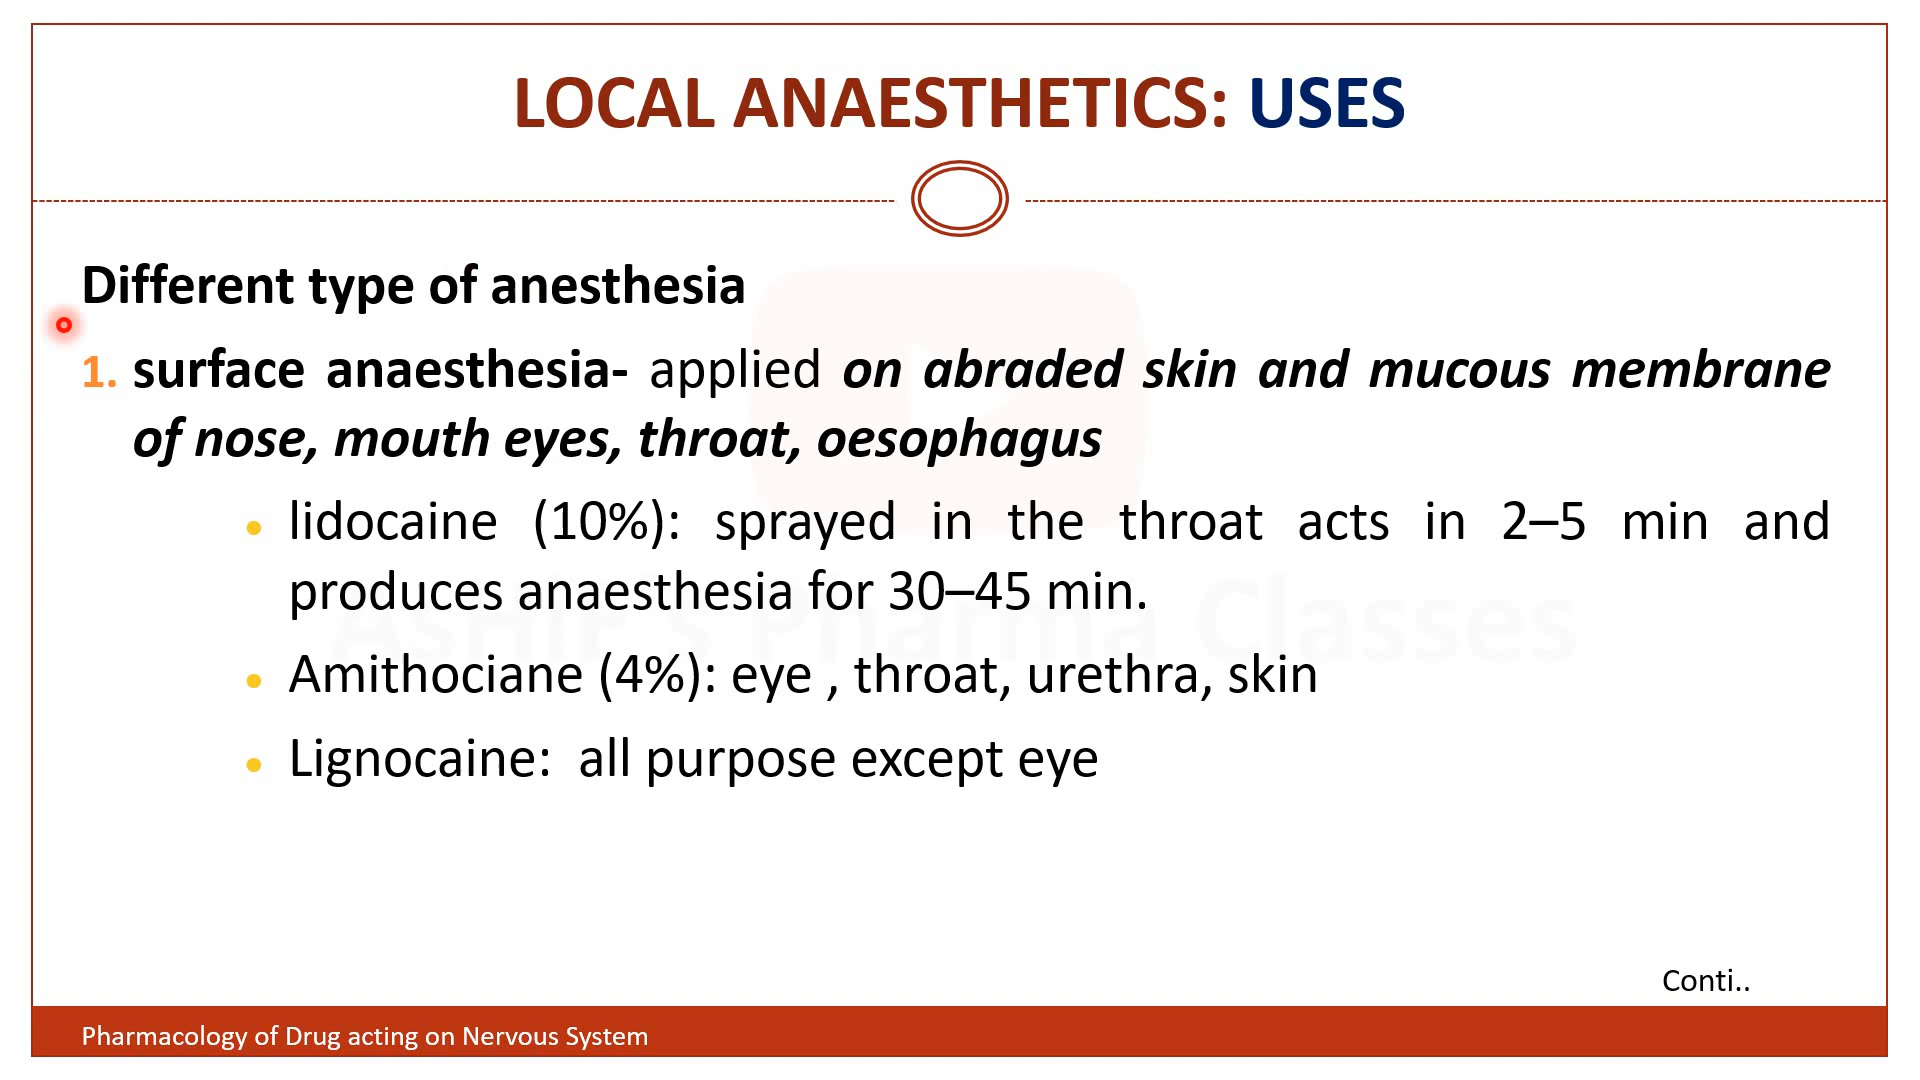 LOCAL ANAESTHETICS: USES
Different type of anesthesia
1. surface anaesthesia- applied on abraded skin and mucous membrane
of nose, mouth eyes, throat, oesophagus
• lidocaine (10%): sprayed in the throat acts in 2–5 min and
produces anaesthesia for 30–45 min.
AsHiF's Pharma Classes
• Amithociane (4%): eye , throat, urethra, skin
• Lignocaine: all purpose except eye
Conti..
Pharmacology of Drug acting on Nervous System